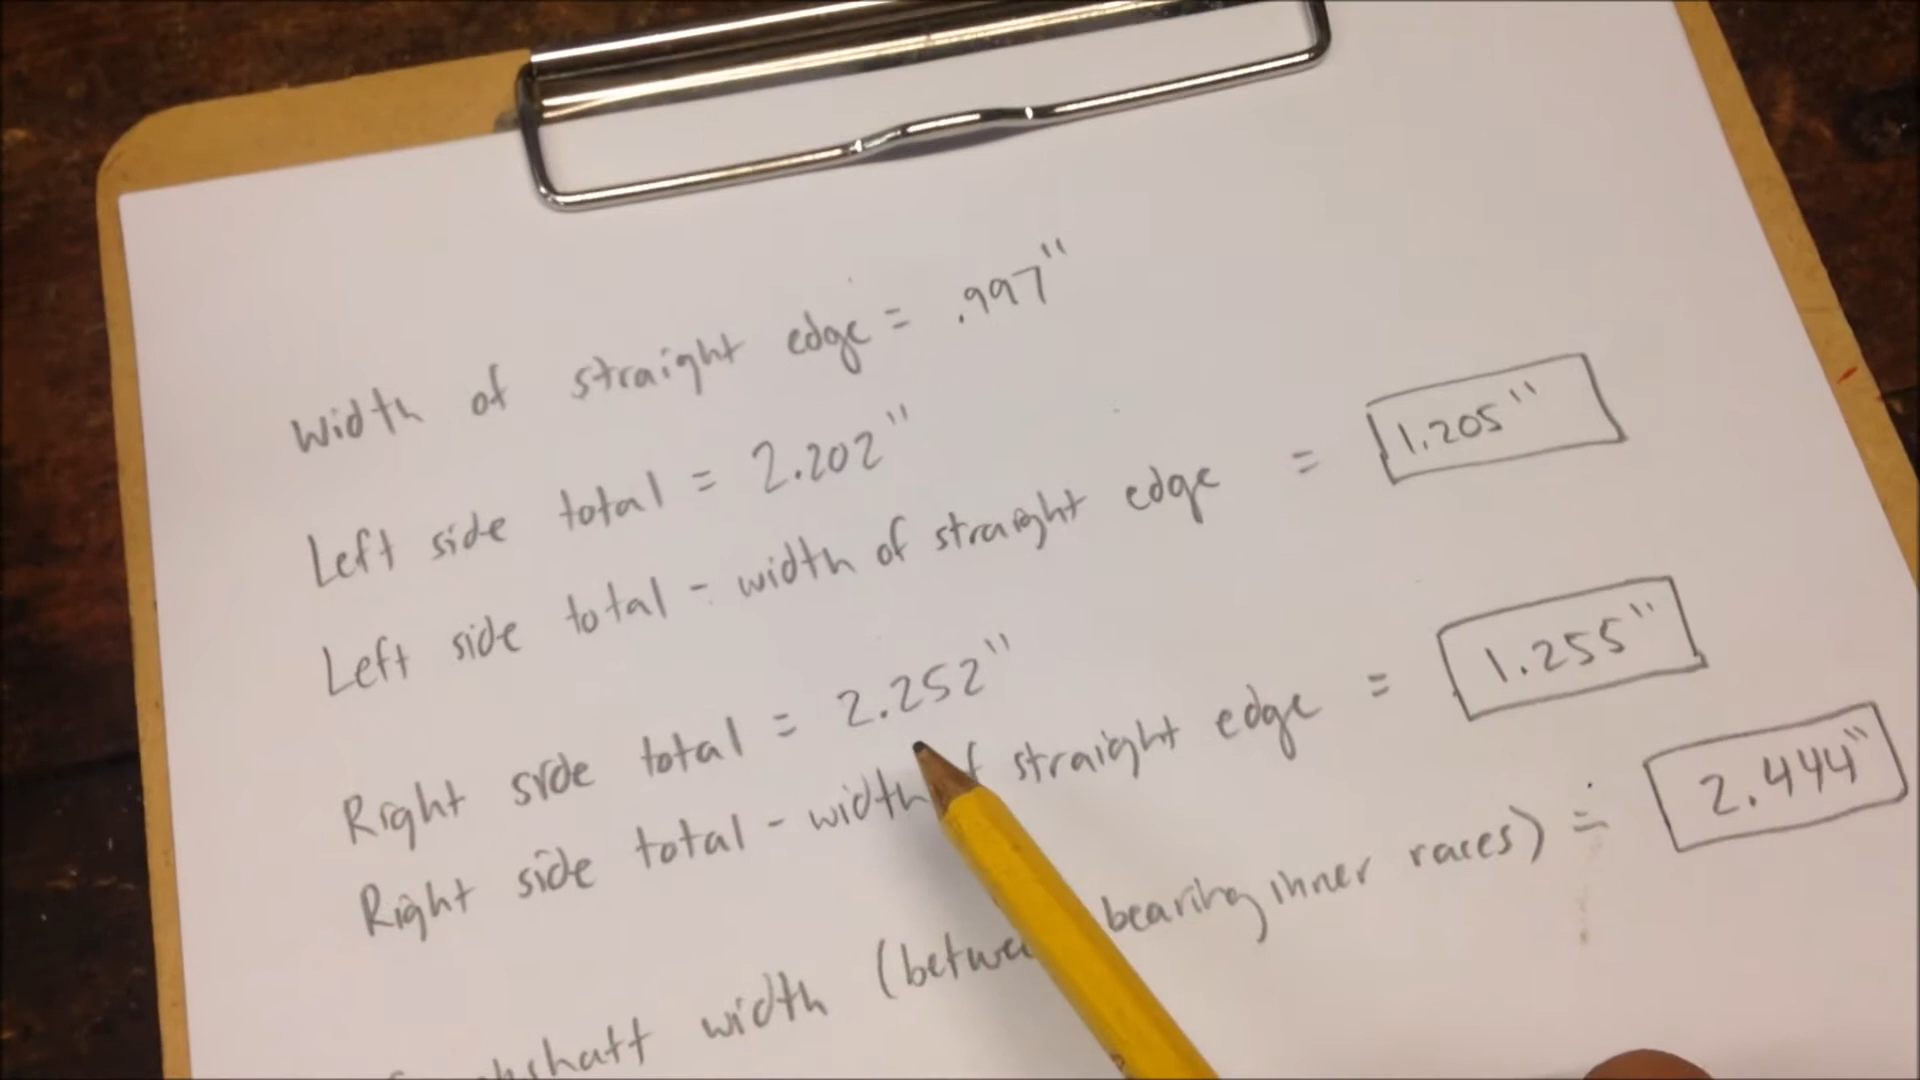 Width of straight edge = .997"
Left side total = 2.202"
Left side total - width of straight edge = 1.205"
Right side total = 2.252"
Right side total - width straight edge = 1.255"
width bearing inner races) = 2.444"